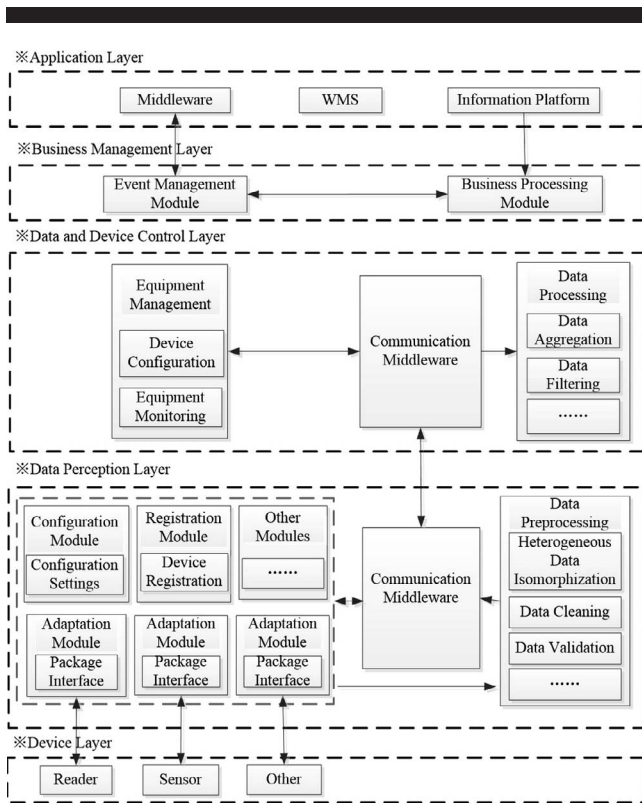 ※Application Layer
Middleware
WMS
Information Platform
※Business Management Layer
Event Management
Module
Business Processing
Module
※Data and Device Control Layer
Equipment
Management
Device
Configuration
Equipment
Monitoring
Communication
Middleware
Data
Processing
Data
Aggregation
Data
Filtering
······
※Data Perception Layer
Configuration
Module
Configuration
Settings
Registration
Module
Device
Registration
Other
Modules
······
Adaptation
Module
Package
Interface
Adaptation
Module
Package
Interface
Adaptation
Module
Package
Interface
Communication
Middleware
Data
Preprocessing
Heterogeneous
Data
Isomorphization
Data Cleaning
Data Validation
······
※Device Layer
Reader
Sensor
Other